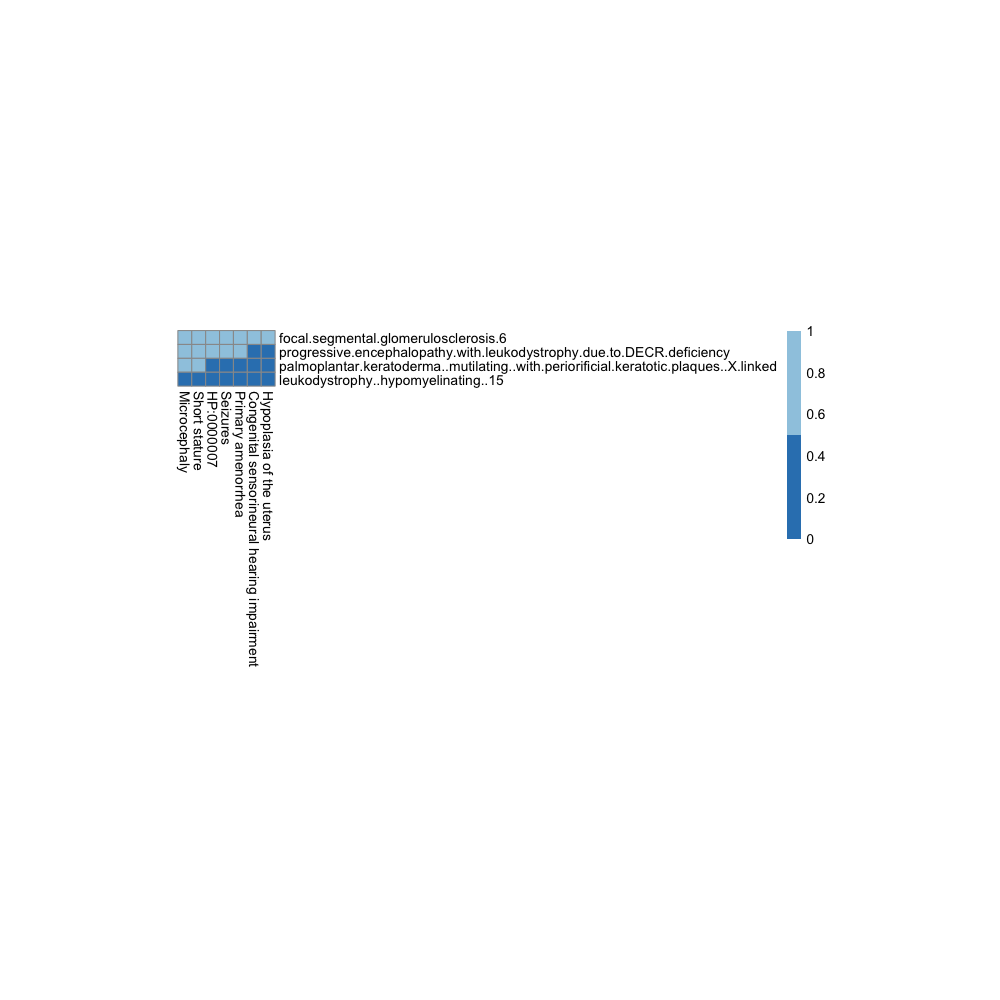 focal.segmental.glomerulosclerosis.6
progressive.encephalopathy.with.leukodystrophy.due.to.DECR.deficiency
palmoplantar.keratoderma..mutilating..with.periorificial.keratotic.plaques..X.linked
leukodystrophy..hypomyelinating..15
Microcephaly
Short stature
HP:0000007
Seizures
Primary amenorrhea
Congenital sensorineural hearing impairment
Hypoplasia of the uterus
1
0.8
0.6
0.4
0.2
0